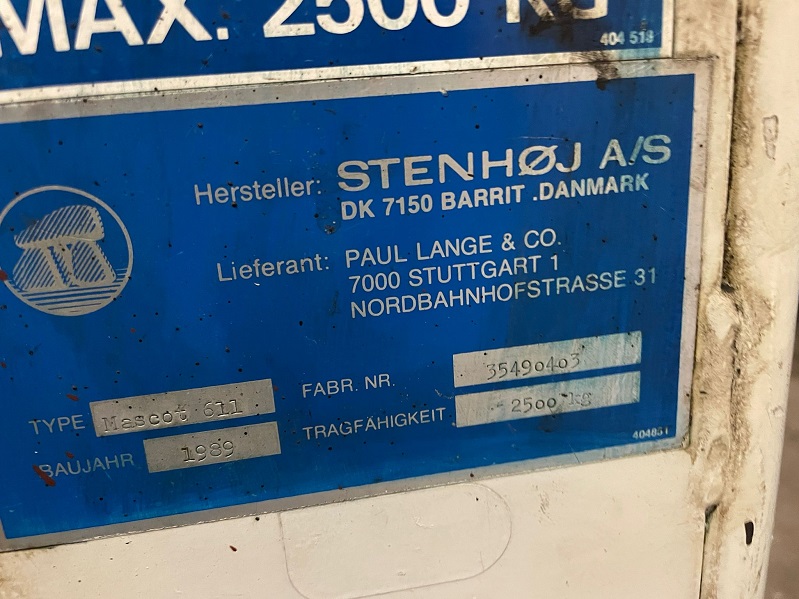 MAX. 2500 KG
404 518
Hersteller: STENHØJ A/S
DK 7150 BARRIT .DANMARK
Lieferant: PAUL LANGE & CO.
7000 STUTTGART 1
NORDBAHNHOFSTRASSE 31
TYPE Mascot 611
FABR. NR. 35490403
BAUJAHR 1989
TRAGFÄHIGKEIT 2500 kg
404631